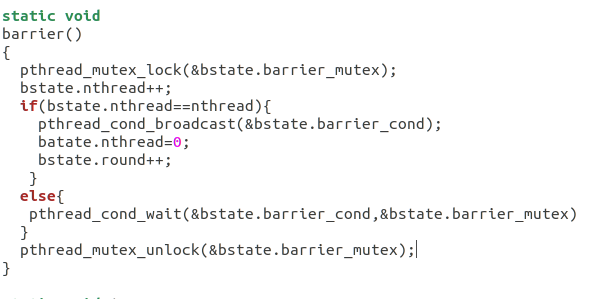 static void
barrier()
{
  pthread_mutex_lock(&bstate.barrier_mutex);
  bstate.nthread++;
  if(bstate.nthread==nthread){
    pthread_cond_broadcast(&bstate.barrier_cond);
    batate.nthread=0;
    bstate.round++;
   }
  else{
   pthread_cond_wait(&bstate.barrier_cond,&bstate.barrier_mutex)
  }
  pthread_mutex_unlock(&bstate.barrier_mutex);
}